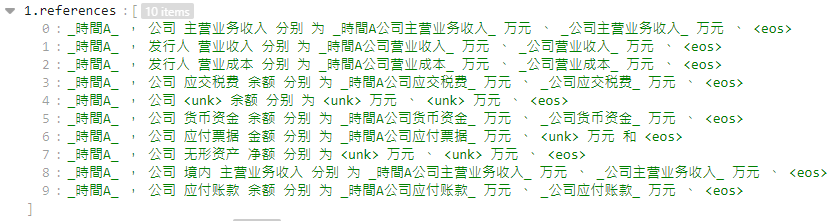 1.references:[ 10 items
0:_時間A_ , 公司 主营业务收入 分别 为 _時間A公司主营业务收入_ 万元 、 _公司主营业务收入_ 万元 、 <eos>
1:_時間A_ , 发行人 营业收入 分别 为 _時間A公司营业收入_ 万元 、 _公司营业收入_ 万元 、 <eos>
2:_時間A_ , 发行人 营业成本 分别 为 _時間A公司营业成本_ 万元 、 _公司营业成本_ 万元 、 <eos>
3:_時間A_ , 公司 应交税费 余额 分别 为 _時間A公司应交税费_ 万元 、 _公司应交税费_ 万元 、 <eos>
4:_時間A_ , 公司 <unk> 余额 分别 为 <unk> 万元 、 <unk> 万元 、 <eos>
5:_時間A_ , 公司 货币资金 余额 分别 为 _時間A公司货币资金_ 万元 、 _公司货币资金_ 万元 、 <eos>
6:_時間A_ , 公司 应付票据 金额 分别 为 _時間A公司应付票据_ 万元 、 <unk> 万元 和 <eos>
7:_時間A_ , 公司 无形资产 净额 分别 为 <unk> 万元 、 <unk> 万元 、 <eos>
8:_時間A_ , 公司 境内 主营业务收入 分别 为 _時間A公司主营业务收入_ 万元 、 _公司主营业务收入_ 万元 、 <eos>
9:_時間A_ , 公司 应付账款 余额 分别 为 _時間A公司应付账款_ 万元 、 _公司应付账款_ 万元 、 <eos>
]